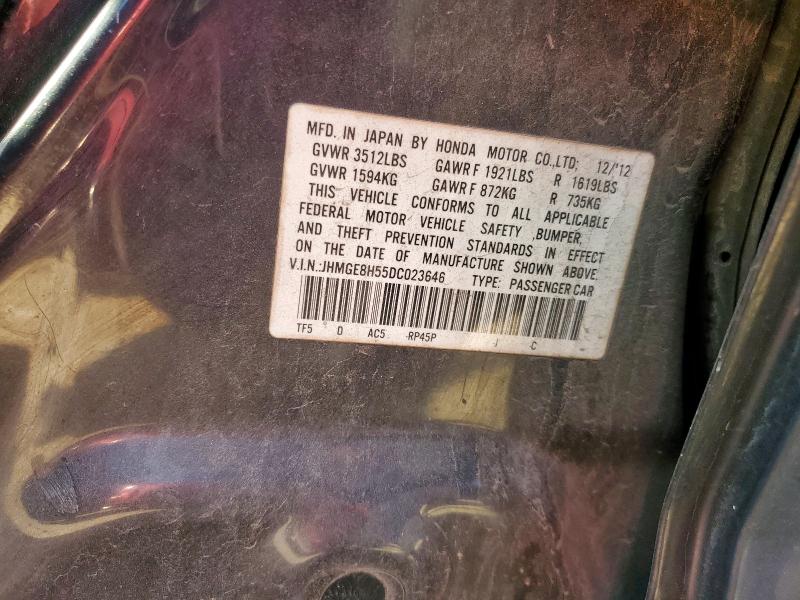 MFD. IN JAPAN BY HONDA MOTOR CO.,LTD; 12/'12
GVWR 3512LBS GAWR F 1921LBS R 1619LBS
GVWR 1594KG GAWR F 872KG R 735KG
THIS VEHICLE CONFORMS TO ALL APPLICABLE
FEDERAL MOTOR VEHICLE SAFETY ,BUMPER,
AND THEFT PREVENTION STANDARDS IN EFFECT
ON THE DATE OF MANUFACTURE SHOWN ABOVE.
V.I.N.:JHMGE8H55DC023646 TYPE: PASSENGER CAR
TF5 D AC5 RP45P I C